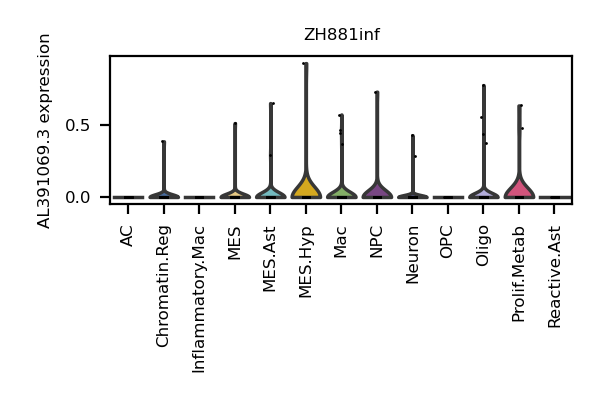 ZH881inf
AL391069.3 expression
0.5
0.0
AC
Chromatin.Reg
Inflammatory.Mac
MES
MES.Ast
MES.Hyp
Mac
NPC
Neuron
OPC
Oligo
Prolif.Metab
Reactive.Ast